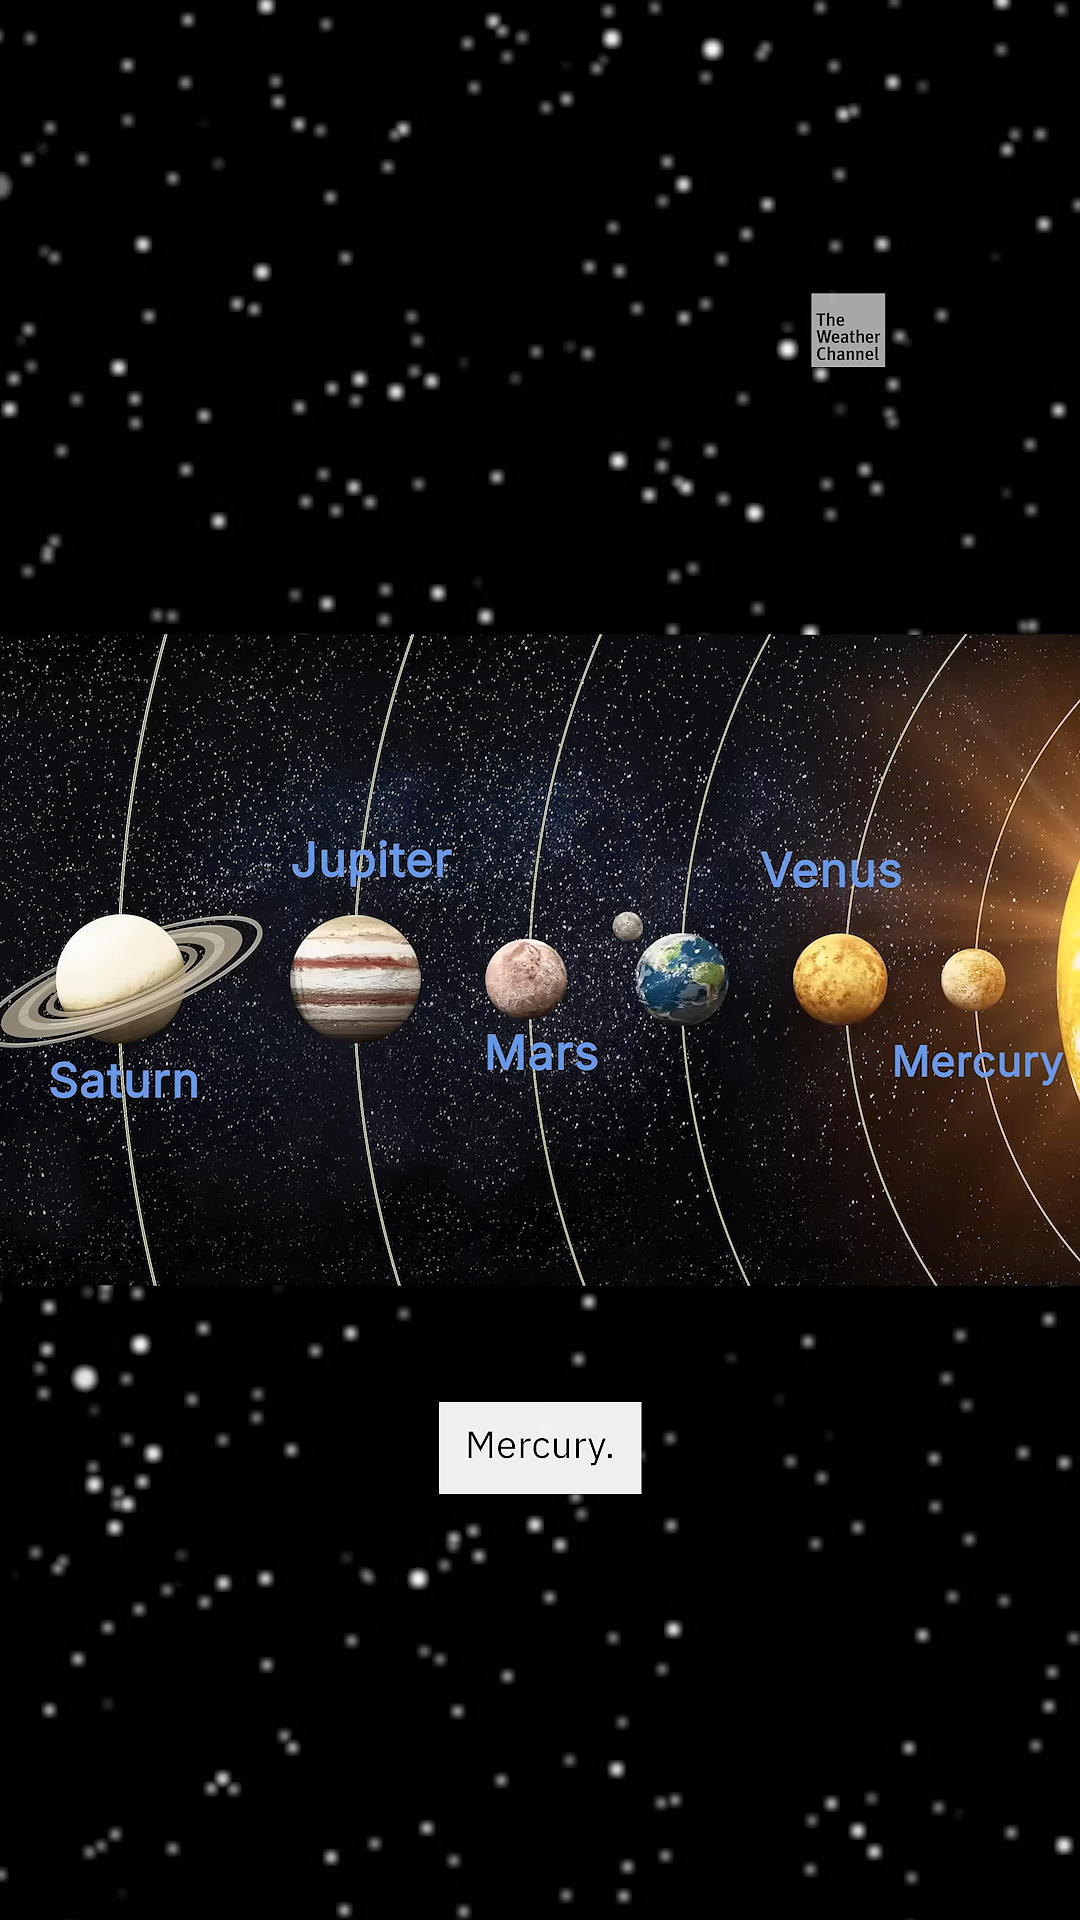 The
Weather
Channel
Jupiter
Venus
Mars
Mercury
Saturn
Mercury.